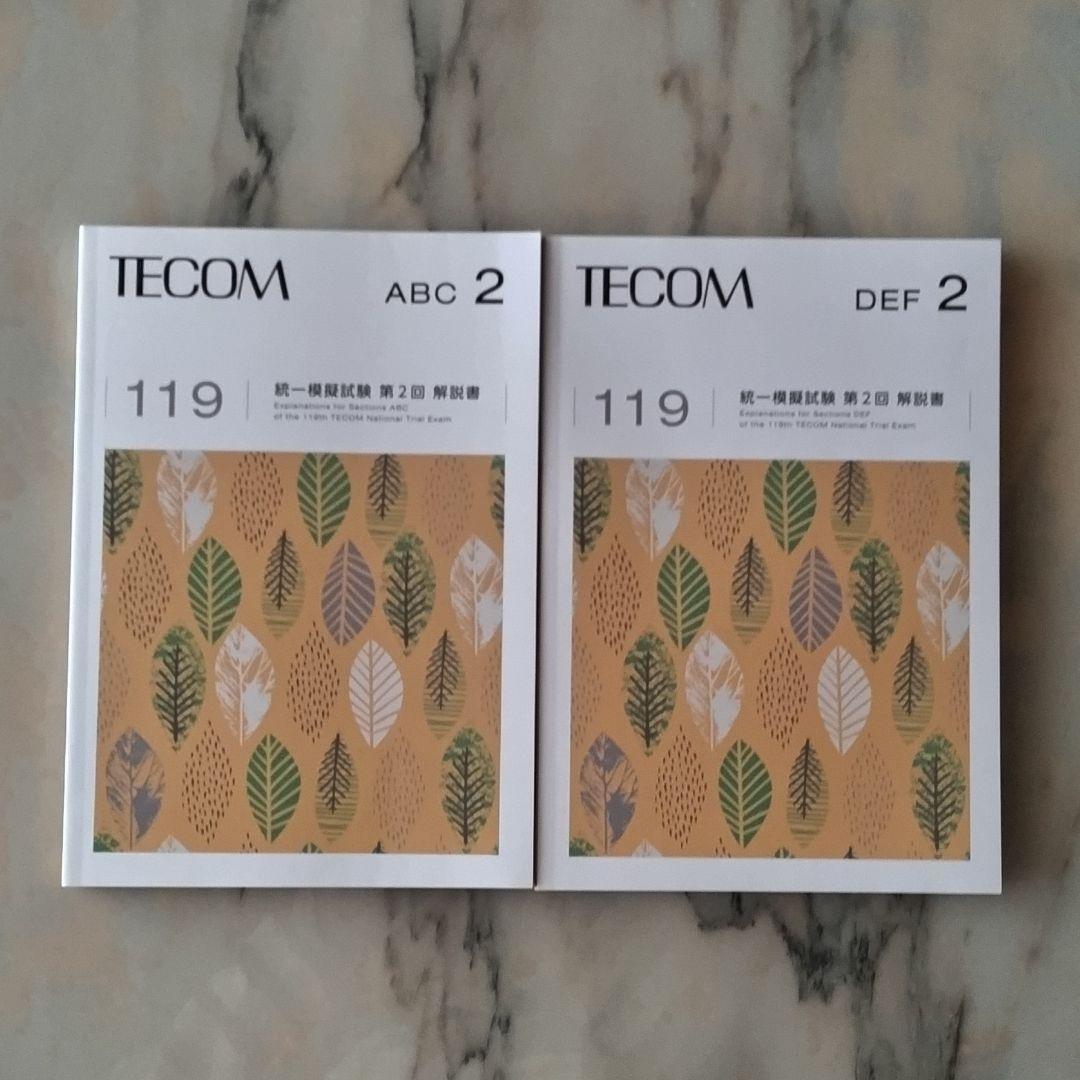 TECOM
ABC 2
119
統一模擬試験 第2回 解説書
Explanations for Sections ABC
of the 119th TECOM National Trial Exam
TECOM
DEF 2
119
統一模擬試験 第2回 解説書
Explanations for Sections DEF
of the 119th TECOM National Trial Exam